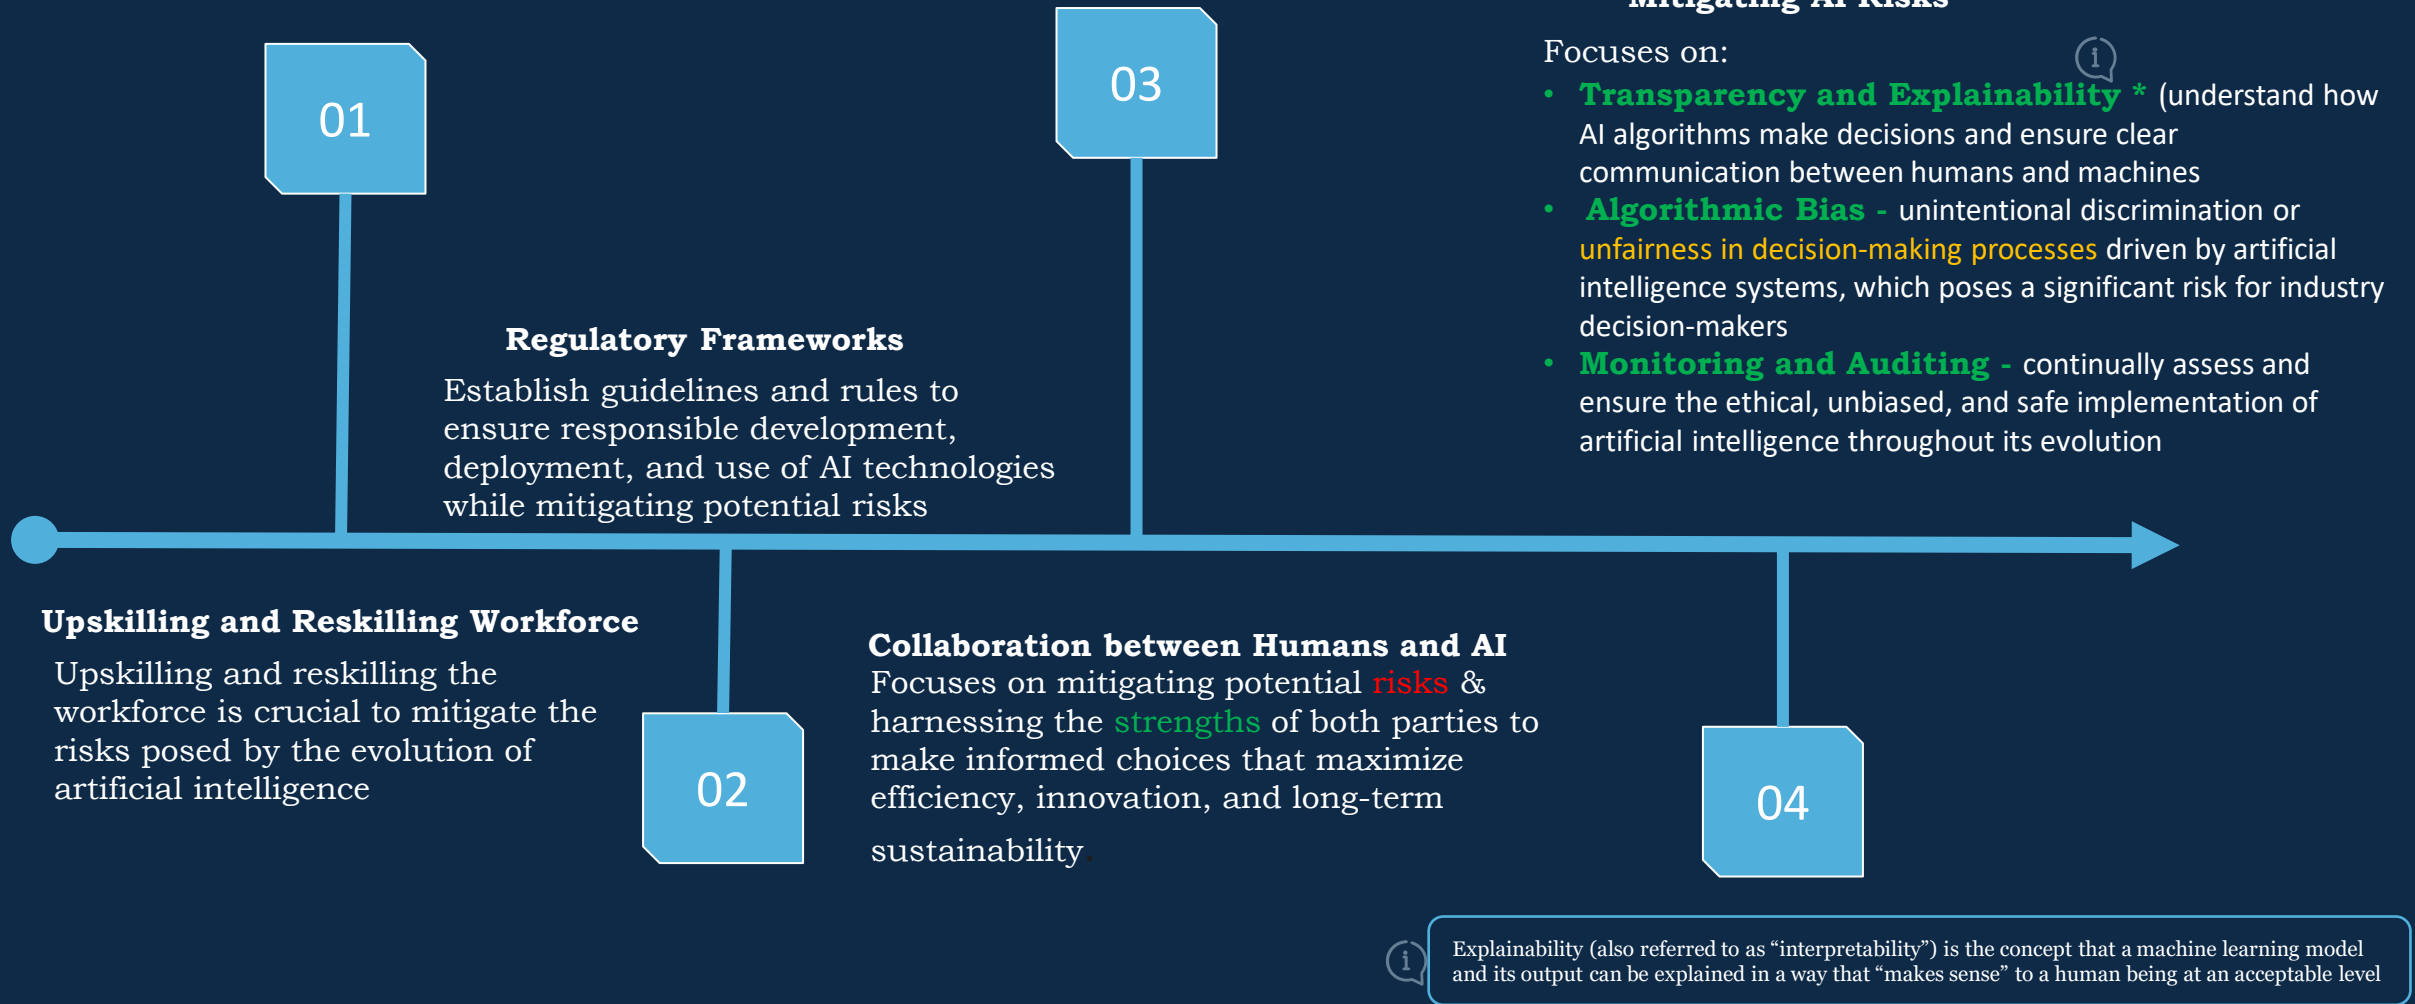 01
Upskilling and Reskilling Workforce
Upskilling and reskilling the
workforce is crucial to mitigate the
risks posed by the evolution of
artificial intelligence
Regulatory Frameworks
Establish guidelines and rules to
ensure responsible development,
deployment, and use of AI technologies
while mitigating potential risks
02
03
Collaboration between Humans and AI
Focuses on mitigating potential risks &
harnessing the strengths of both parties to
make informed choices that maximize
efficiency, innovation, and long-term
sustainability.
Mitigating AI Risks
Focuses on:
• Transparency and Explainability * (understand how
AI algorithms make decisions and ensure clear
communication between humans and machines
• Algorithmic Bias - unintentional discrimination or
unfairness in decision-making processes driven by artificial
intelligence systems, which poses a significant risk for industry
decision-makers
• Monitoring and Auditing - continually assess and
ensure the ethical, unbiased, and safe implementation of
artificial intelligence throughout its evolution
04
Explainability (also referred to as “interpretability”) is the concept that a machine learning model
and its output can be explained in a way that “makes sense” to a human being at an acceptable level